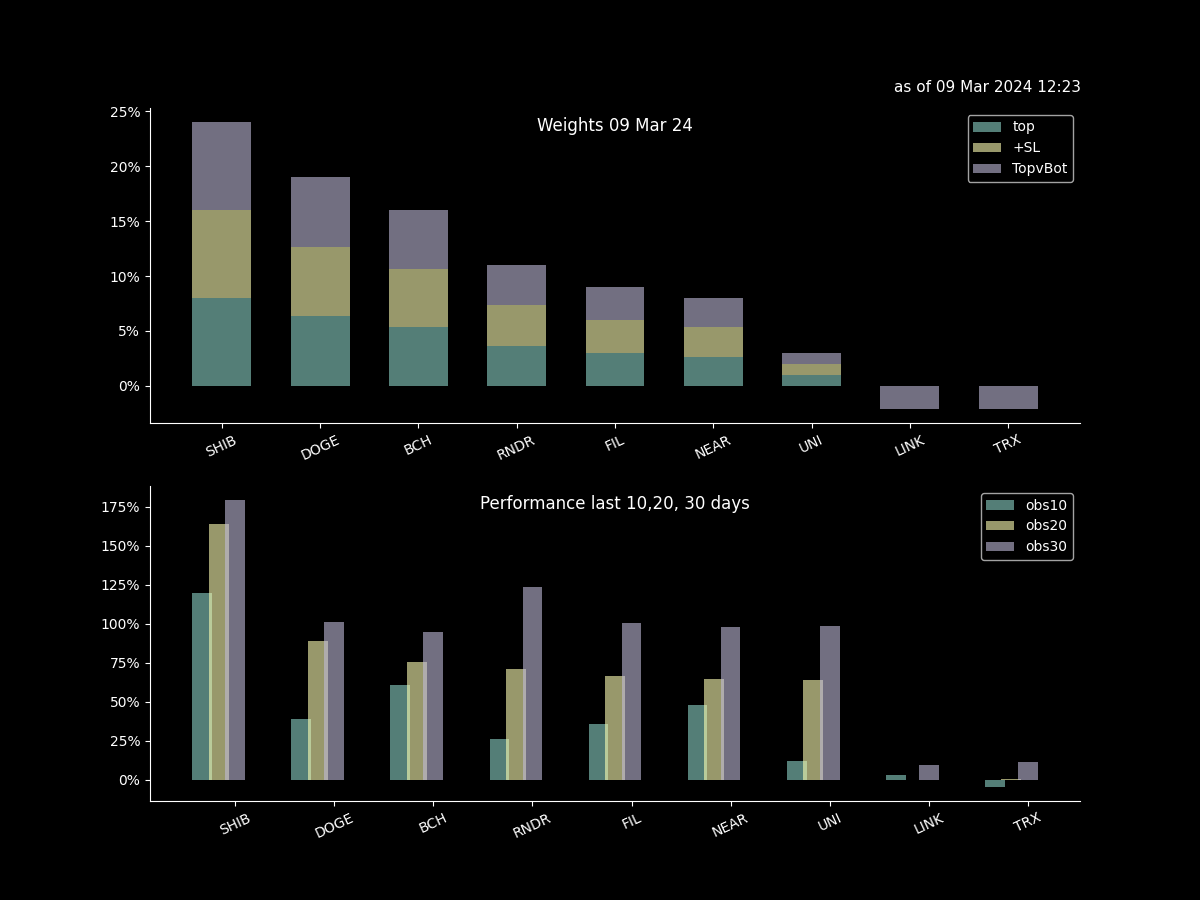 as of 09 Mar 2024 12:23
Weights 09 Mar 24
25%
20%
15%
10%
5%
0%
top
+SL
TopvBot
SHIB DOGE BCH RNDR FIL NEAR UNI LINK TRX
Performance last 10,20, 30 days
175%
150%
125%
100%
75%
50%
25%
0%
obs10
obs20
obs30
SHIB DOGE BCH RNDR FIL NEAR UNI LINK TRX